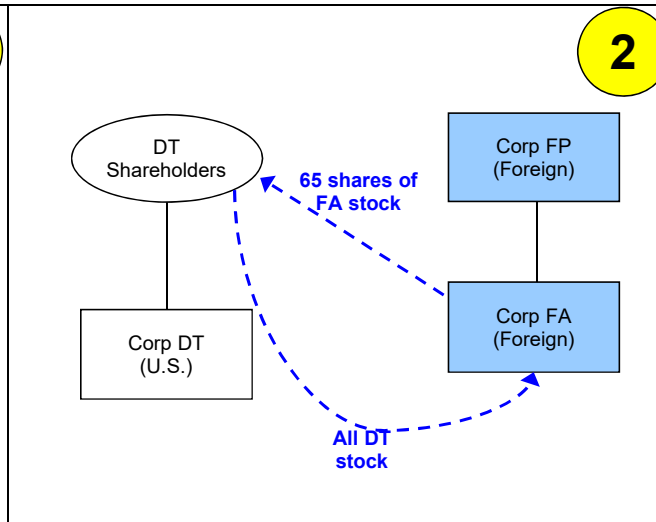 2
DT
Shareholders
Corp FP
(Foreign)
65 shares of
FA stock
Corp DT
(U.S.)
Corp FA
(Foreign)
All DT
stock